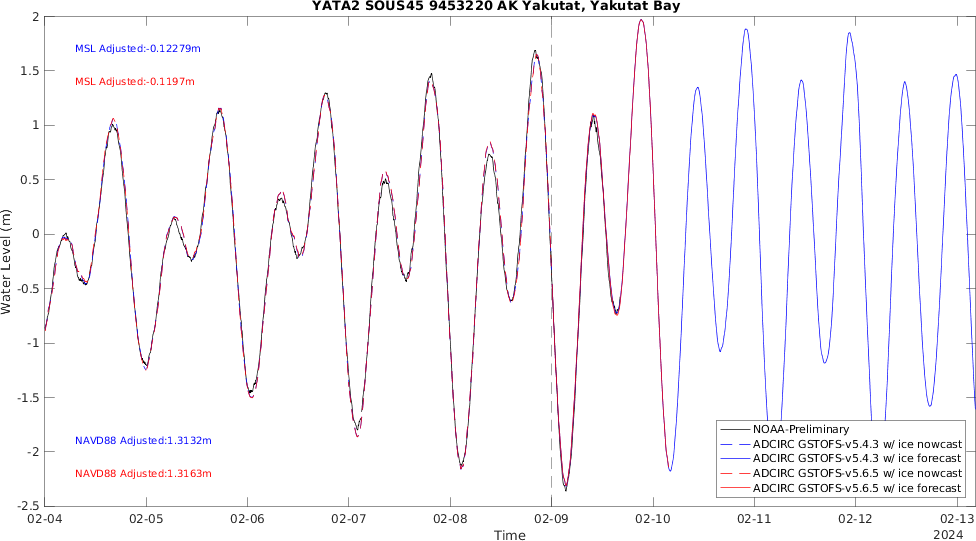 YATA2 SOUS45 9453220 AK Yakutat, Yakutat Bay
MSL Adjusted:-0.12279m
MSL Adjusted:-0.1197m
NAVD88 Adjusted:1.3132m
NAVD88 Adjusted:1.3163m
Water Level (m)
2
1.5
1
0.5
0
-0.5
-1
-1.5
-2
-2.5
NOAA-Preliminary
ADCIRC GSTOFS-v5.4.3 w/ ice nowcast
ADCIRC GSTOFS-v5.4.3 w/ ice forecast
ADCIRC GSTOFS-v5.6.5 w/ ice nowcast
ADCIRC GSTOFS-v5.6.5 w/ ice forecast
02-04 02-05 02-06 02-07 02-08 02-09 02-10 02-11 02-12 02-13
Time
2024